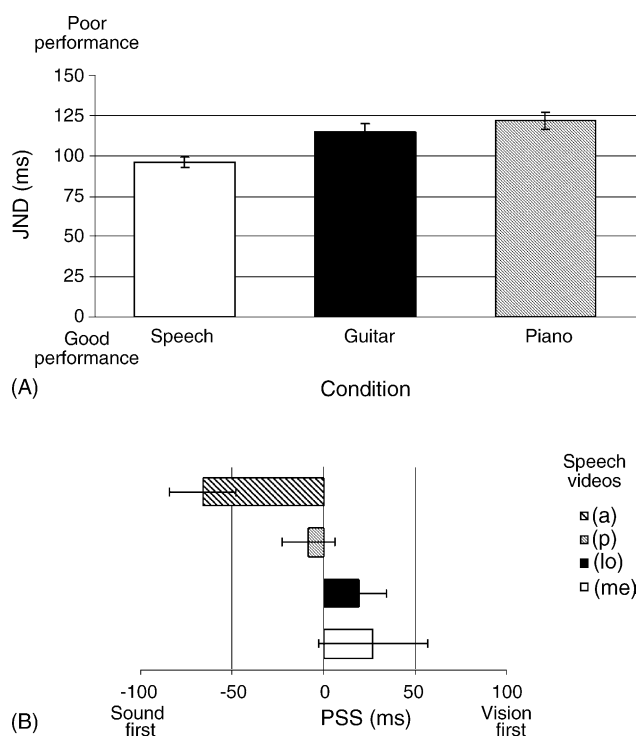 Poor
performance
150
125
100
75
50
25
0
JND (ms)
Good
performance
Speech
Guitar
Piano
(A)
Condition
Speech
videos
(a)
(p)
(lo)
(me)
-100
-50
0
50
100
Sound
first
PSS (ms)
Vision
first
(B)